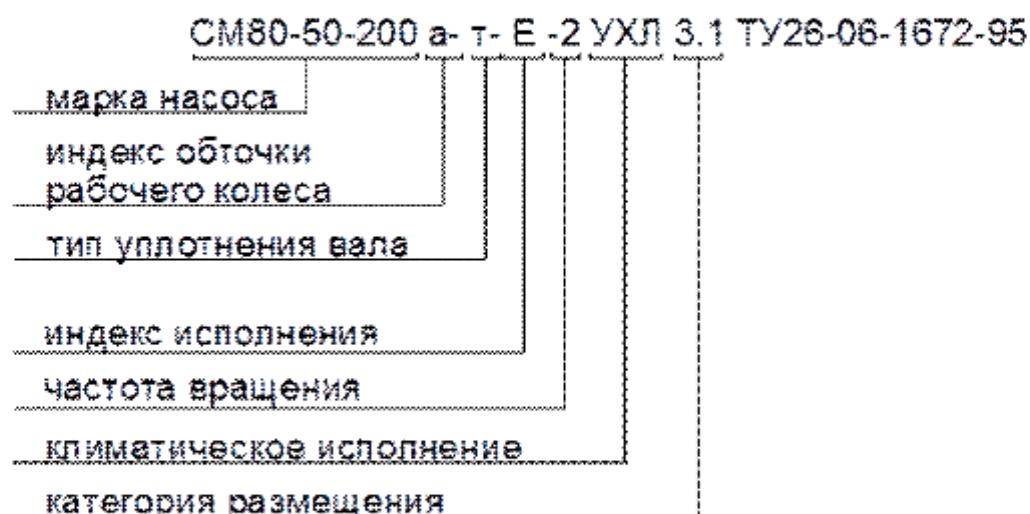 СМ80-50-200 а- т- Е -2 УХЛ 3.1 ТУ26-06-1672-95
марка насоса
индекс обточки
рабочего колеса
тип уплотнения вала
индекс исполнения
частота вращения
климатическое исполнение
категория размещения